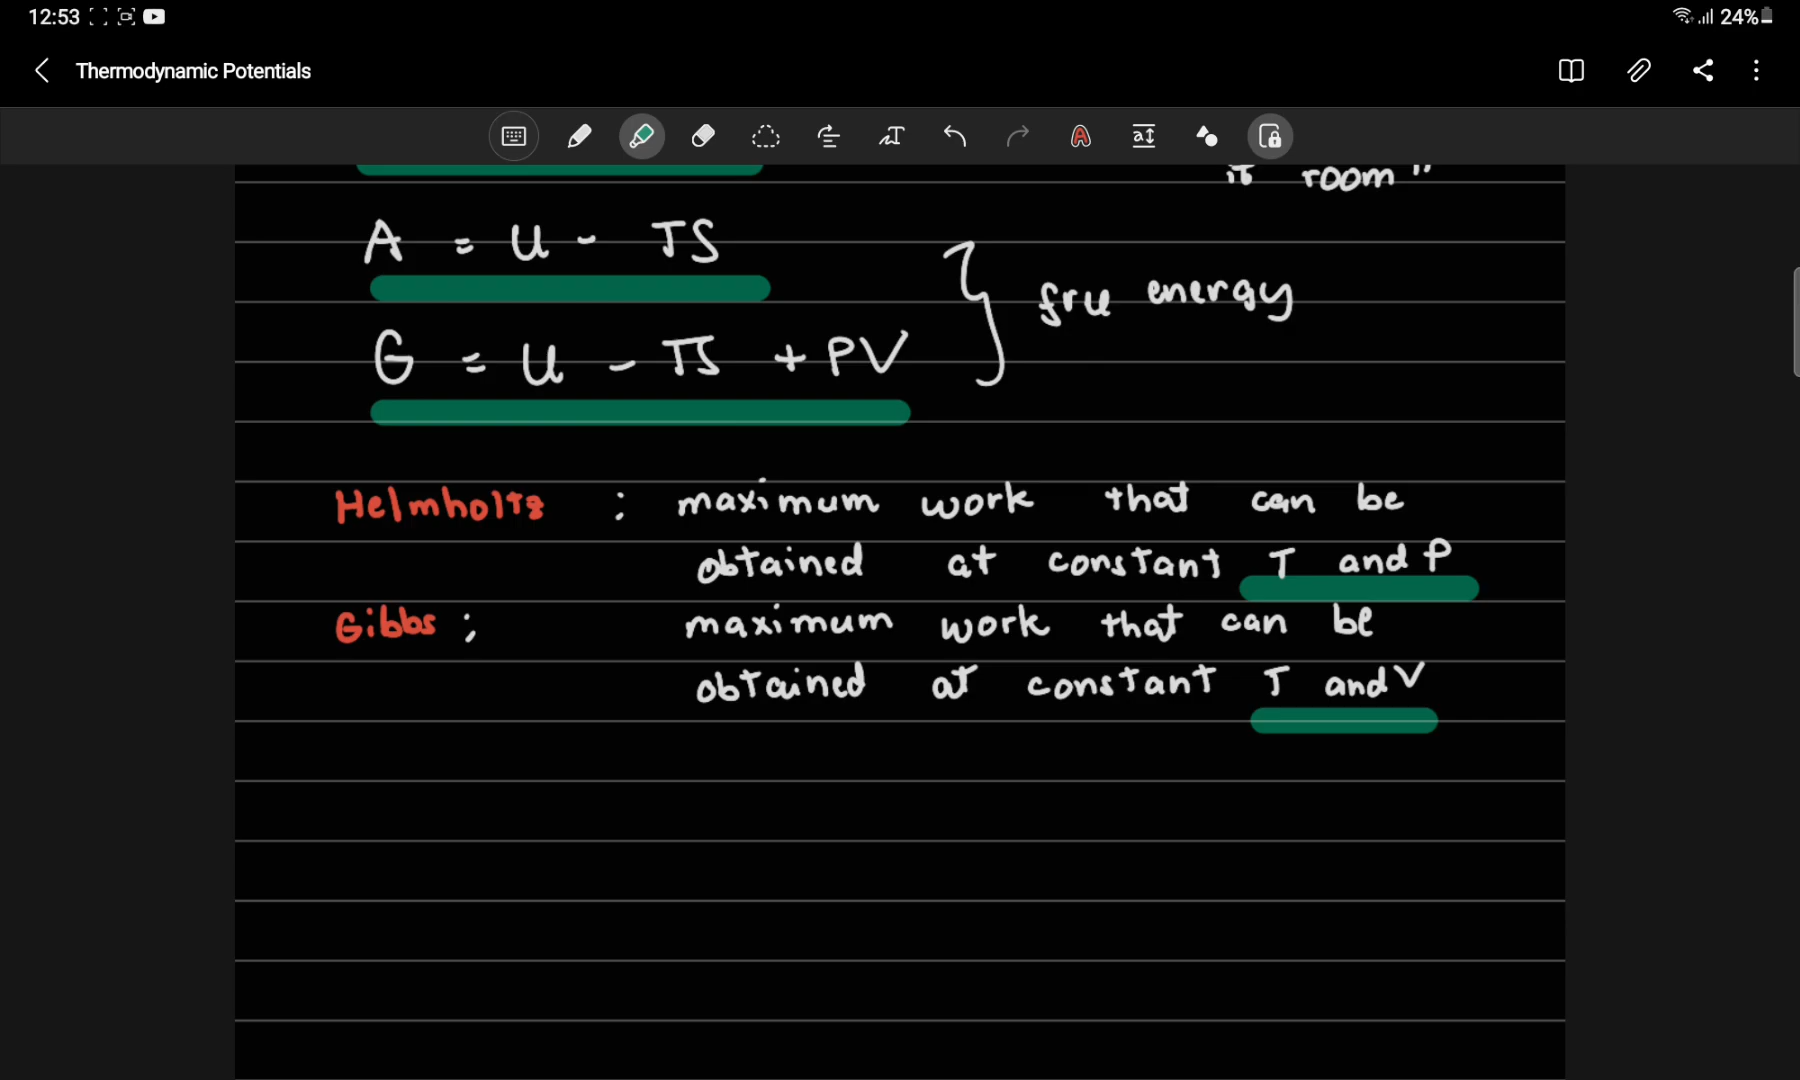 12:53
24%
Thermodynamic Potentials
it room"
A = U - TS
free energy
G = U - TS + PV
Helmholtz : maximum work that can be
obtained at constant T and P
Gibbs ; maximum work that can be
obtained at constant T and V